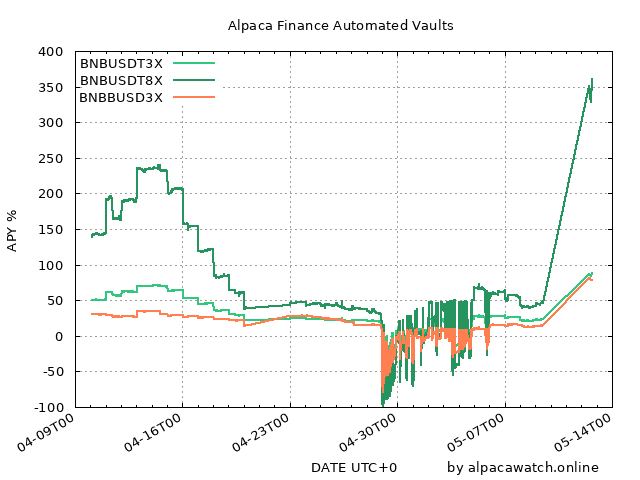 Alpaca Finance Automated Vaults
BNBUSDT3X
BNBUSDT8X
BNBBUSD3X
400
350
300
250
200
150
100
50
0
-50
-100
APY %
04-09T00
04-16T00
04-23T00
04-30T00
05-07T00
05-14T00
DATE UTC+0
by alpacawatch.online